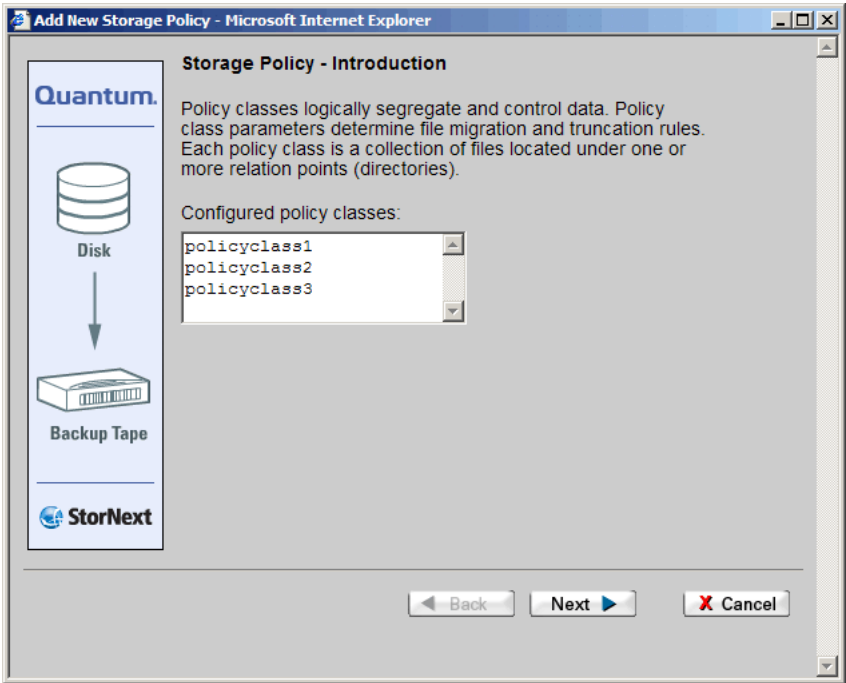 Add New Storage Policy - Microsoft Internet Explorer
Quantum.
Disk
Backup Tape
StorNext
Storage Policy - Introduction
Policy classes logically segregate and control data. Policy
class parameters determine file migration and truncation rules.
Each policy class is a collection of files located under one or
more relation points (directories).
Configured policy classes:
policyclass1
policyclass2
policyclass3
Back
Next
X Cancel